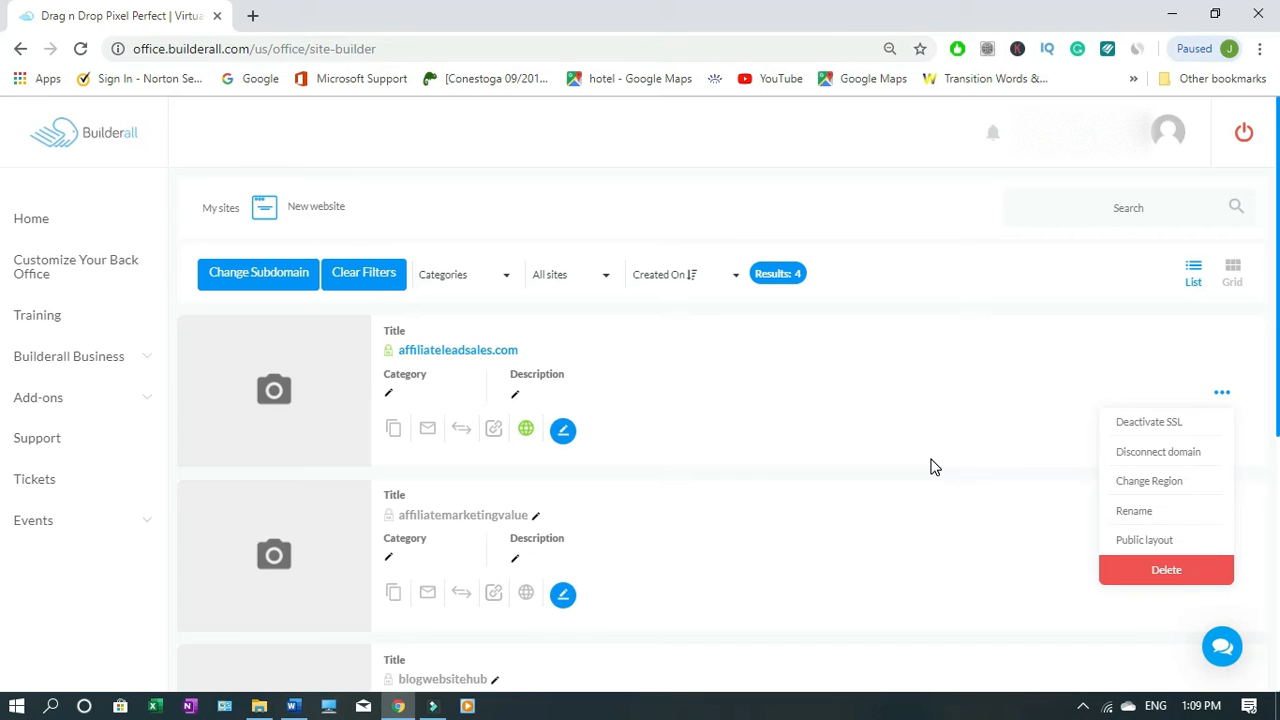 Drag n Drop Pixel Perfect | Virtua
office.builderall.com/us/office/site-builder
IQ
K
Paused
J
Apps
Sign In - Norton Se...
Google
Microsoft Support
[Conestoga 09/201...
hotel - Google Maps
YouTube
Google Maps
Transition Words &...
»
Other bookmarks
Builderall
My sites
New website
Search
Home
Customize Your Back
Office
Training
Builderall Business
Add-ons
Support
Tickets
Events
Change Subdomain
Clear Filters
Categories
All sites
Created On
Results: 4
List
Grid
Title
affiliateleadsales.com
Category
Description
Deactivate SSL
Disconnect domain
Change Region
Rename
Public layout
Delete
Title
affiliatemarketingvalue
Category
Description
Title
blogwebsitehub
ENG
1:09 PM